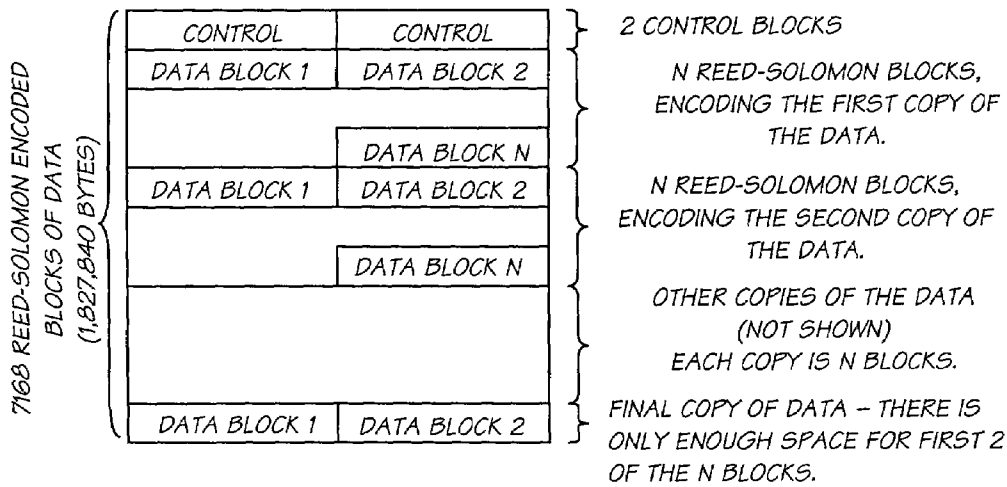 7168 REED-SOLOMON ENCODED
BLOCKS OF DATA
(1,827,840 BYTES)
CONTROL CONTROL
2 CONTROL BLOCKS
DATA BLOCK 1 DATA BLOCK 2
DATA BLOCK N
N REED-SOLOMON BLOCKS,
ENCODING THE FIRST COPY OF
THE DATA.
DATA BLOCK 1 DATA BLOCK 2
DATA BLOCK N
N REED-SOLOMON BLOCKS,
ENCODING THE SECOND COPY OF
THE DATA.
OTHER COPIES OF THE DATA
(NOT SHOWN)
EACH COPY IS N BLOCKS.
DATA BLOCK 1 DATA BLOCK 2
FINAL COPY OF DATA – THERE IS
ONLY ENOUGH SPACE FOR FIRST 2
OF THE N BLOCKS.